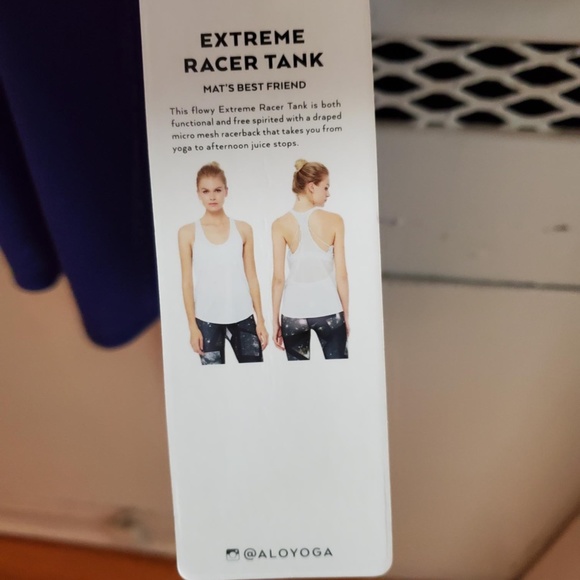 EXTREME
RACER TANK
MAT'S BEST FRIEND
This flowy Extreme Racer Tank is both
functional and free spirited with a draped
micro mesh racerback that takes you from
yoga to afternoon juice stops.
@ALOYOGA